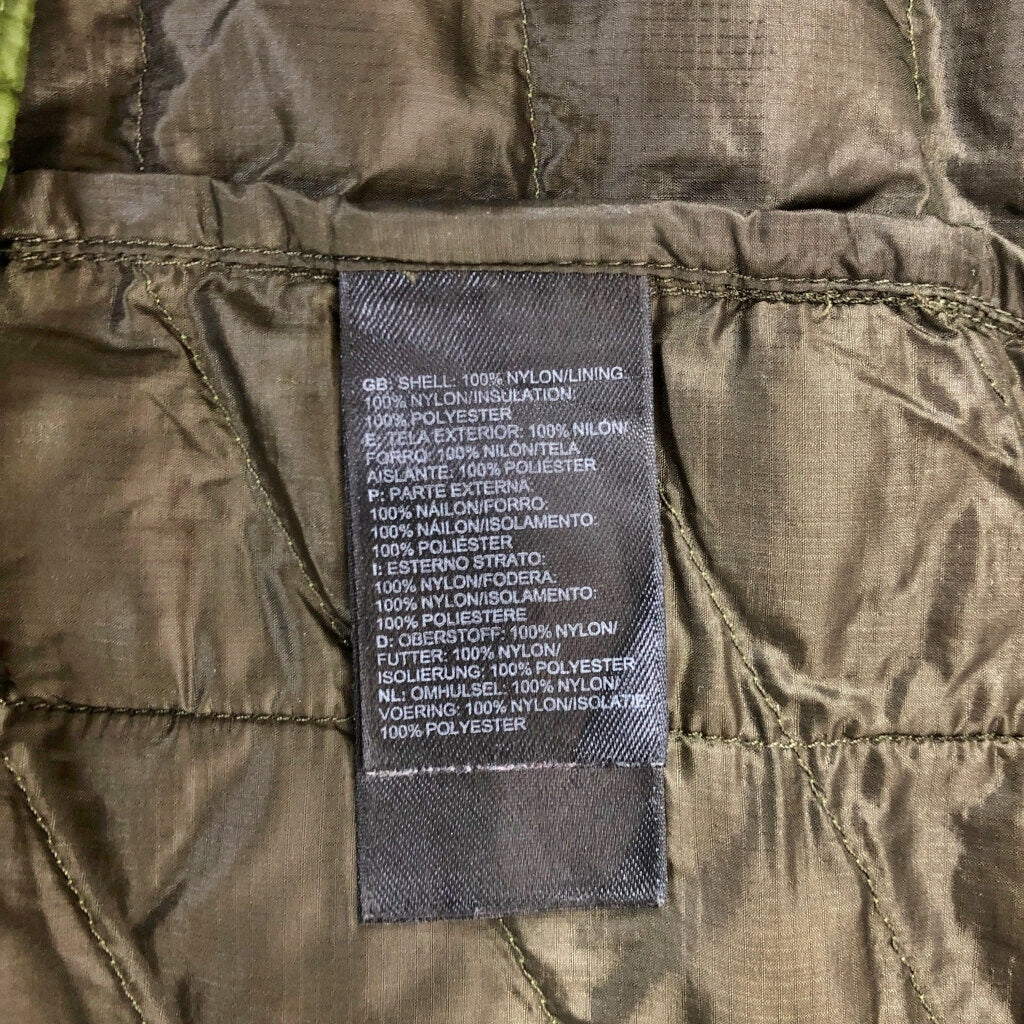 GB: SHELL: 100% NYLON/LINING:
100% NYLON/INSULATION:
100% POLYESTER
E: TELA EXTERIOR: 100% NILÓN/
FORRO: 100% NILÓN/TELA
AISLANTE: 100% POLIÉSTER
P: PARTE EXTERNA:
100% NÁILON/FORRO:
100% NÁILON/ISOLAMENTO:
100% POLIÉSTER
I: ESTERNO STRATO:
100% NYLON/FODERA:
100% NYLON/ISOLAMENTO:
100% POLIESTERE
D: OBERSTOFF: 100% NYLON/
FUTTER: 100% NYLON/
ISOLIERUNG: 100% POLYESTER
NL: OMHULSEL: 100% NYLON/
VOERING: 100% NYLON/ISOLATIE:
100% POLYESTER